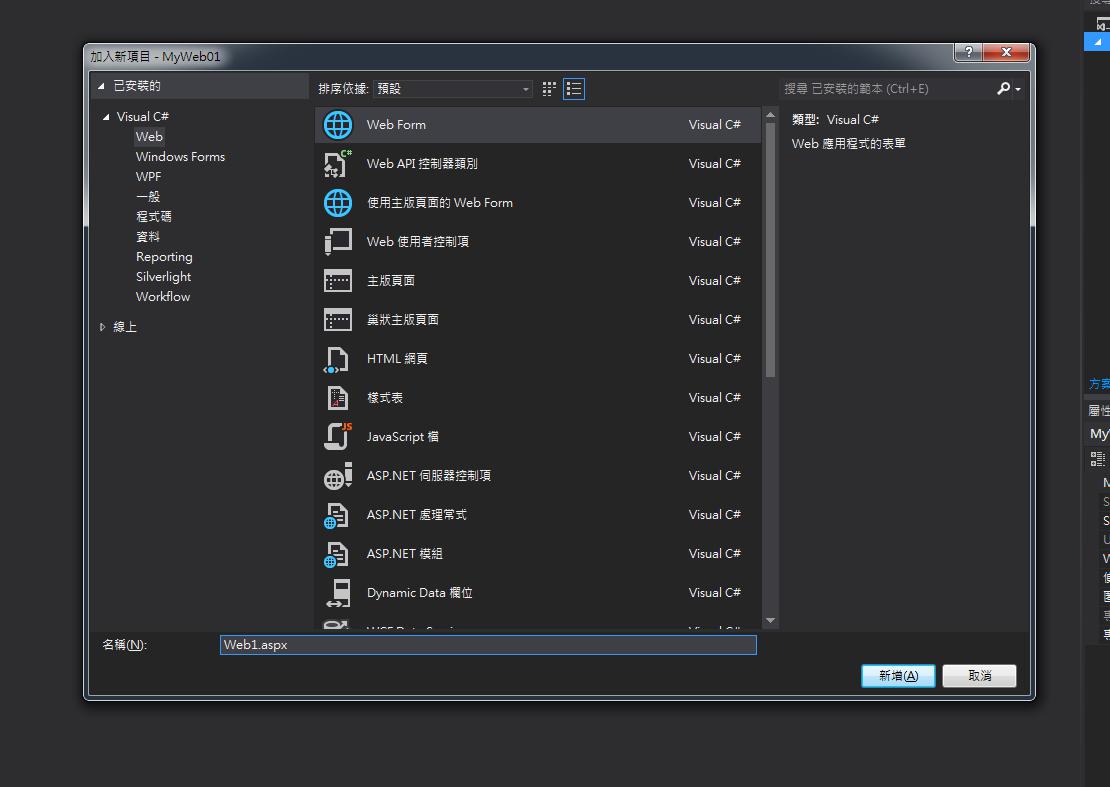 加入新項目 - MyWeb01
已安裝的
排序依據: 預設
搜尋 已安裝的範本 (Ctrl+E)
Visual C#
Web
Windows Forms
WPF
一般
程式碼
資料
Reporting
Silverlight
Workflow
線上
Web Form Visual C#
Web API 控制器類別 Visual C#
使用主版頁面的 Web Form Visual C#
Web 使用者控制項 Visual C#
主版頁面 Visual C#
巢狀主版頁面 Visual C#
HTML 網頁 Visual C#
樣式表 Visual C#
JavaScript 檔 Visual C#
ASP.NET 伺服器控制項 Visual C#
ASP.NET 處理常式 Visual C#
ASP.NET 模組 Visual C#
Dynamic Data 欄位 Visual C#
類型: Visual C#
Web 應用程式的表單
名稱(N): Web1.aspx
新增(A) 取消
方案
屬性
My